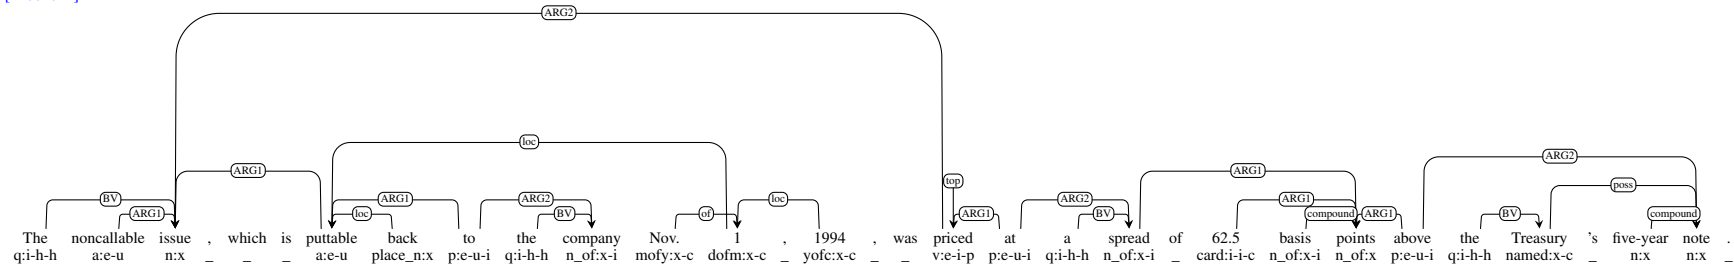 ARG2
loc
ARG1 ARG1 ARG2
top poss
BV ARG1 loc ARG2 loc ARG2 ARG1
ARG1 loc BV of ARG1 BV compound ARG1 BV compound
The noncallable issue , which is puttable back to the company Nov. 1 , 1994 , was priced at a spread of 62.5 basis points above the Treasury 's five-year note .
q:i-h-h a:e-u n:x _ _ _ a:e-u place_n:x p:e-u-i q:i-h-h n_of:x-i mofy:x-c dofm:x-c _ yofc:x-c _ _ v:e-i-p p:e-u-i q:i-h-h n_of:x-i _ card:i-i-c n_of:x-i n_of:x p:e-u-i q:i-h-h named:x-c _ n:x n:x _